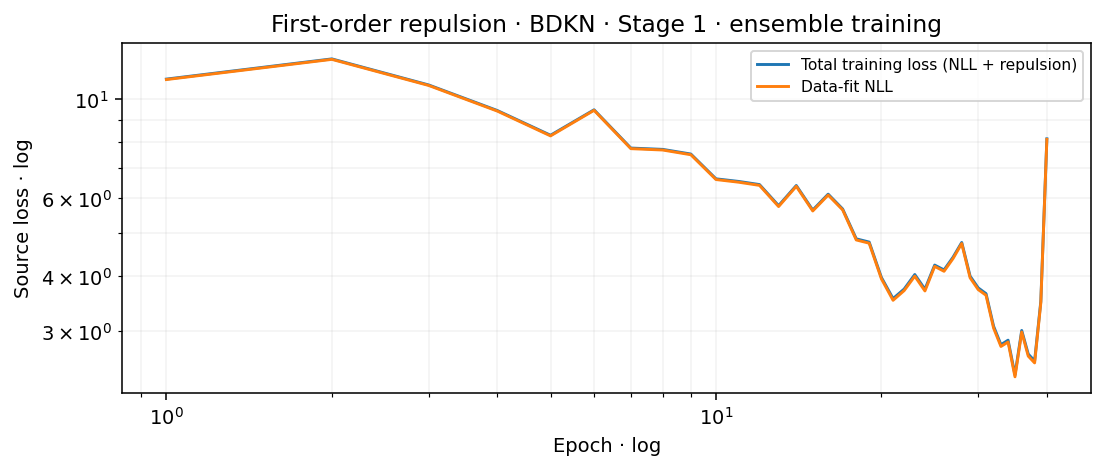 First-order repulsion · BDKN · Stage 1 · ensemble training
Total training loss (NLL + repulsion)
Data-fit NLL
Source loss · log
10¹
6 × 10⁰
4 × 10⁰
3 × 10⁰
10⁰
10¹
Epoch · log